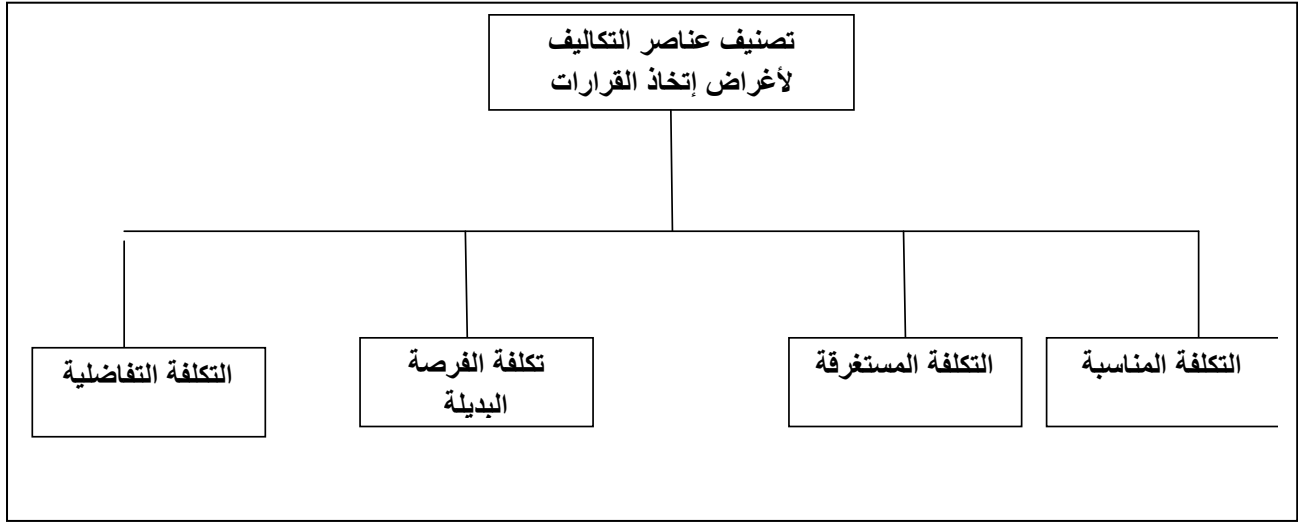 تصنيف عناصر التكاليف
لأغراض إتخاذ القرارات
التكلفة المناسبة
التكلفة المستغرقة
تكلفة الفرصة
البديلة
التكلفة التفاضلية